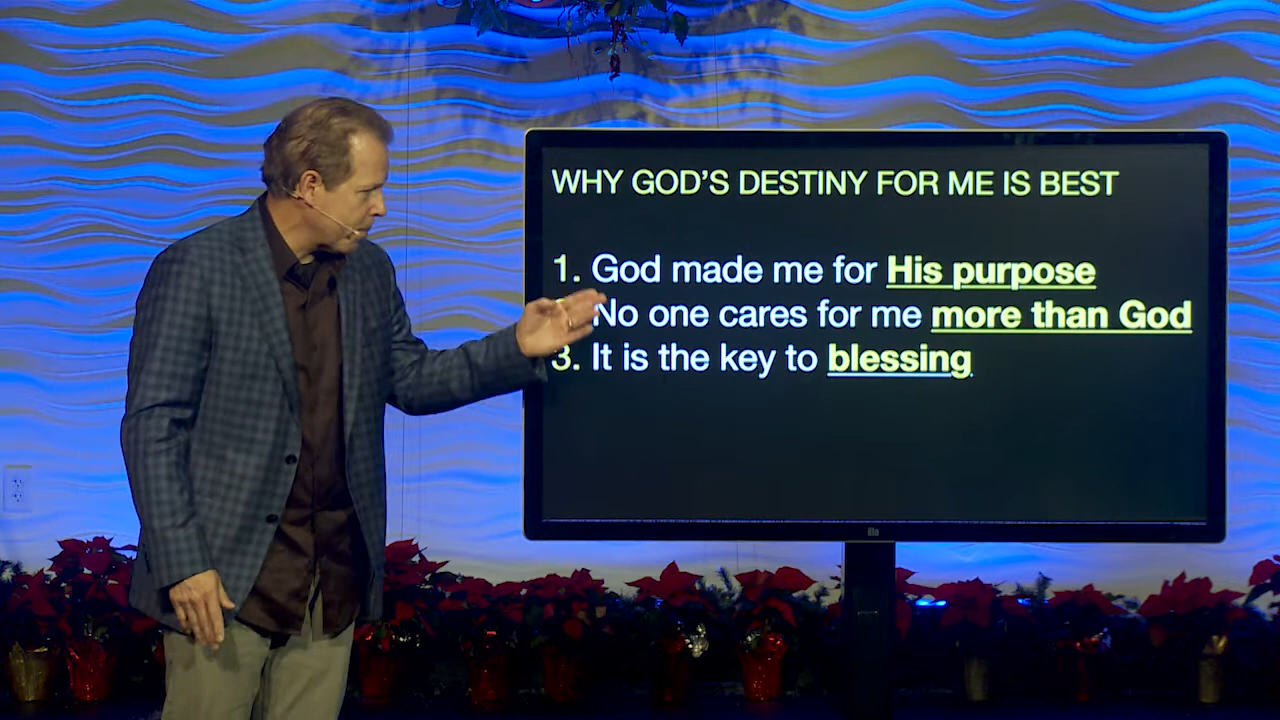 WHY GOD'S DESTINY FOR ME IS BEST
1. God made me for His purpose
No one cares for me more than God
3. It is the key to blessing